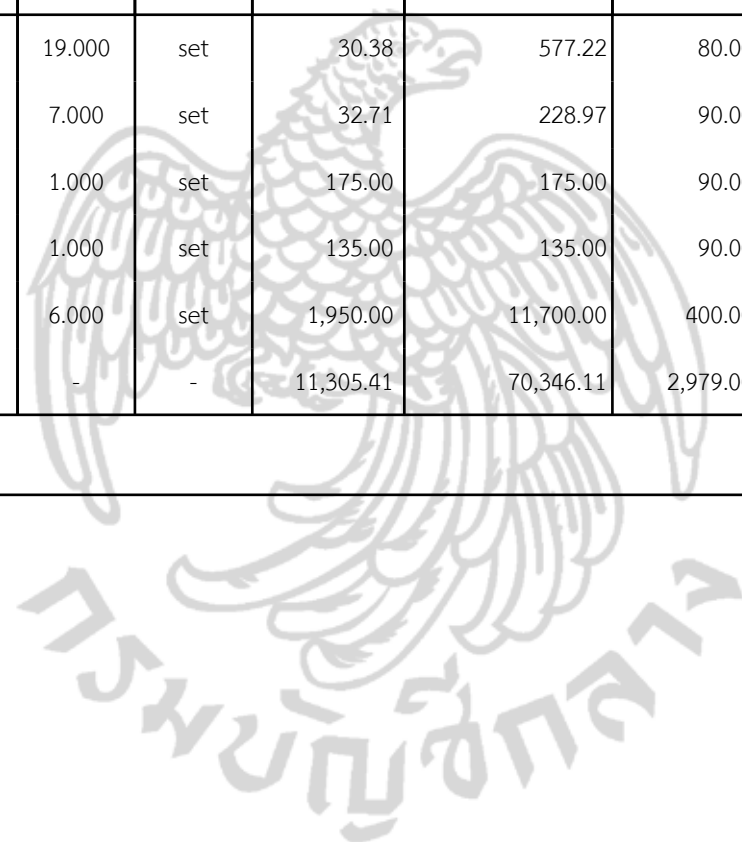 19.000 set 30.38 577.22 80.0
7.000 set 32.71 228.97 90.0
1.000 set 175.00 175.00 90.0
1.000 set 135.00 135.00 90.0
6.000 set 1,950.00 11,700.00 400.0
- - 11,305.41 70,346.11 2,979.0
กรมบัญชีกลาง